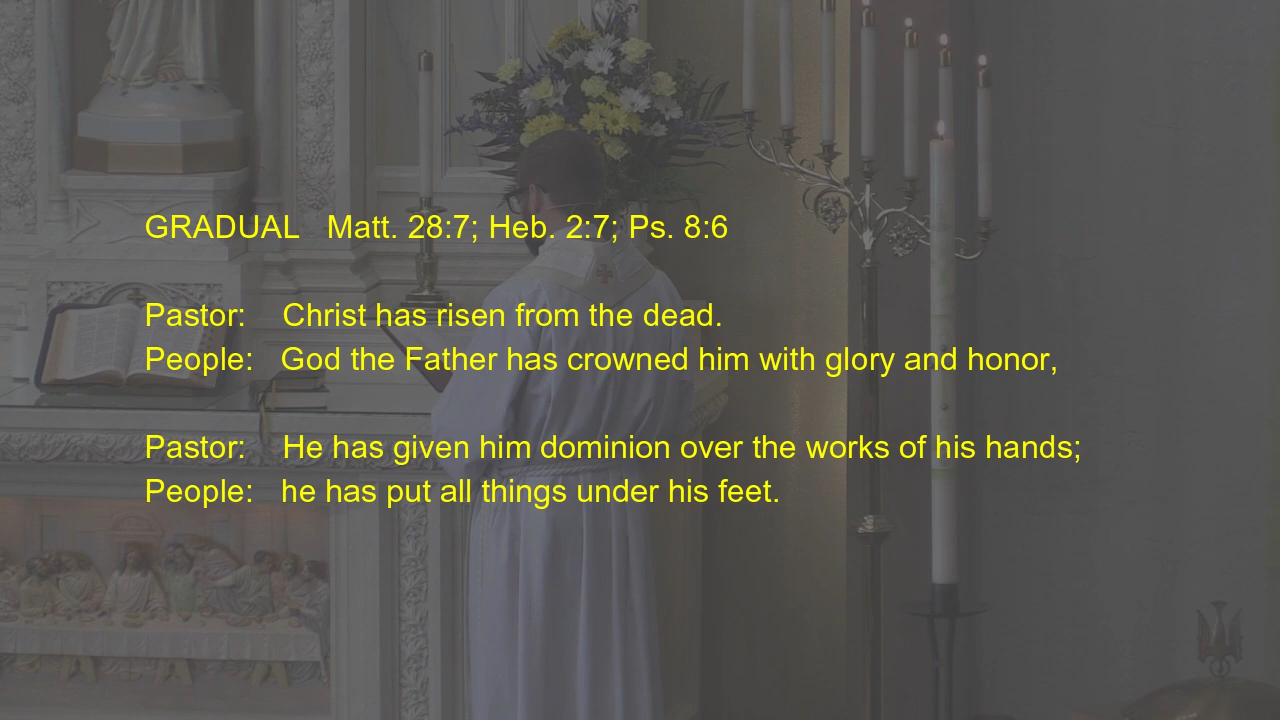 GRADUAL Matt. 28:7; Heb. 2:7; Ps. 8:6
Pastor: Christ has risen from the dead.
People: God the Father has crowned him with glory and honor,
Pastor: He has given him dominion over the works of his hands;
People: he has put all things under his feet.